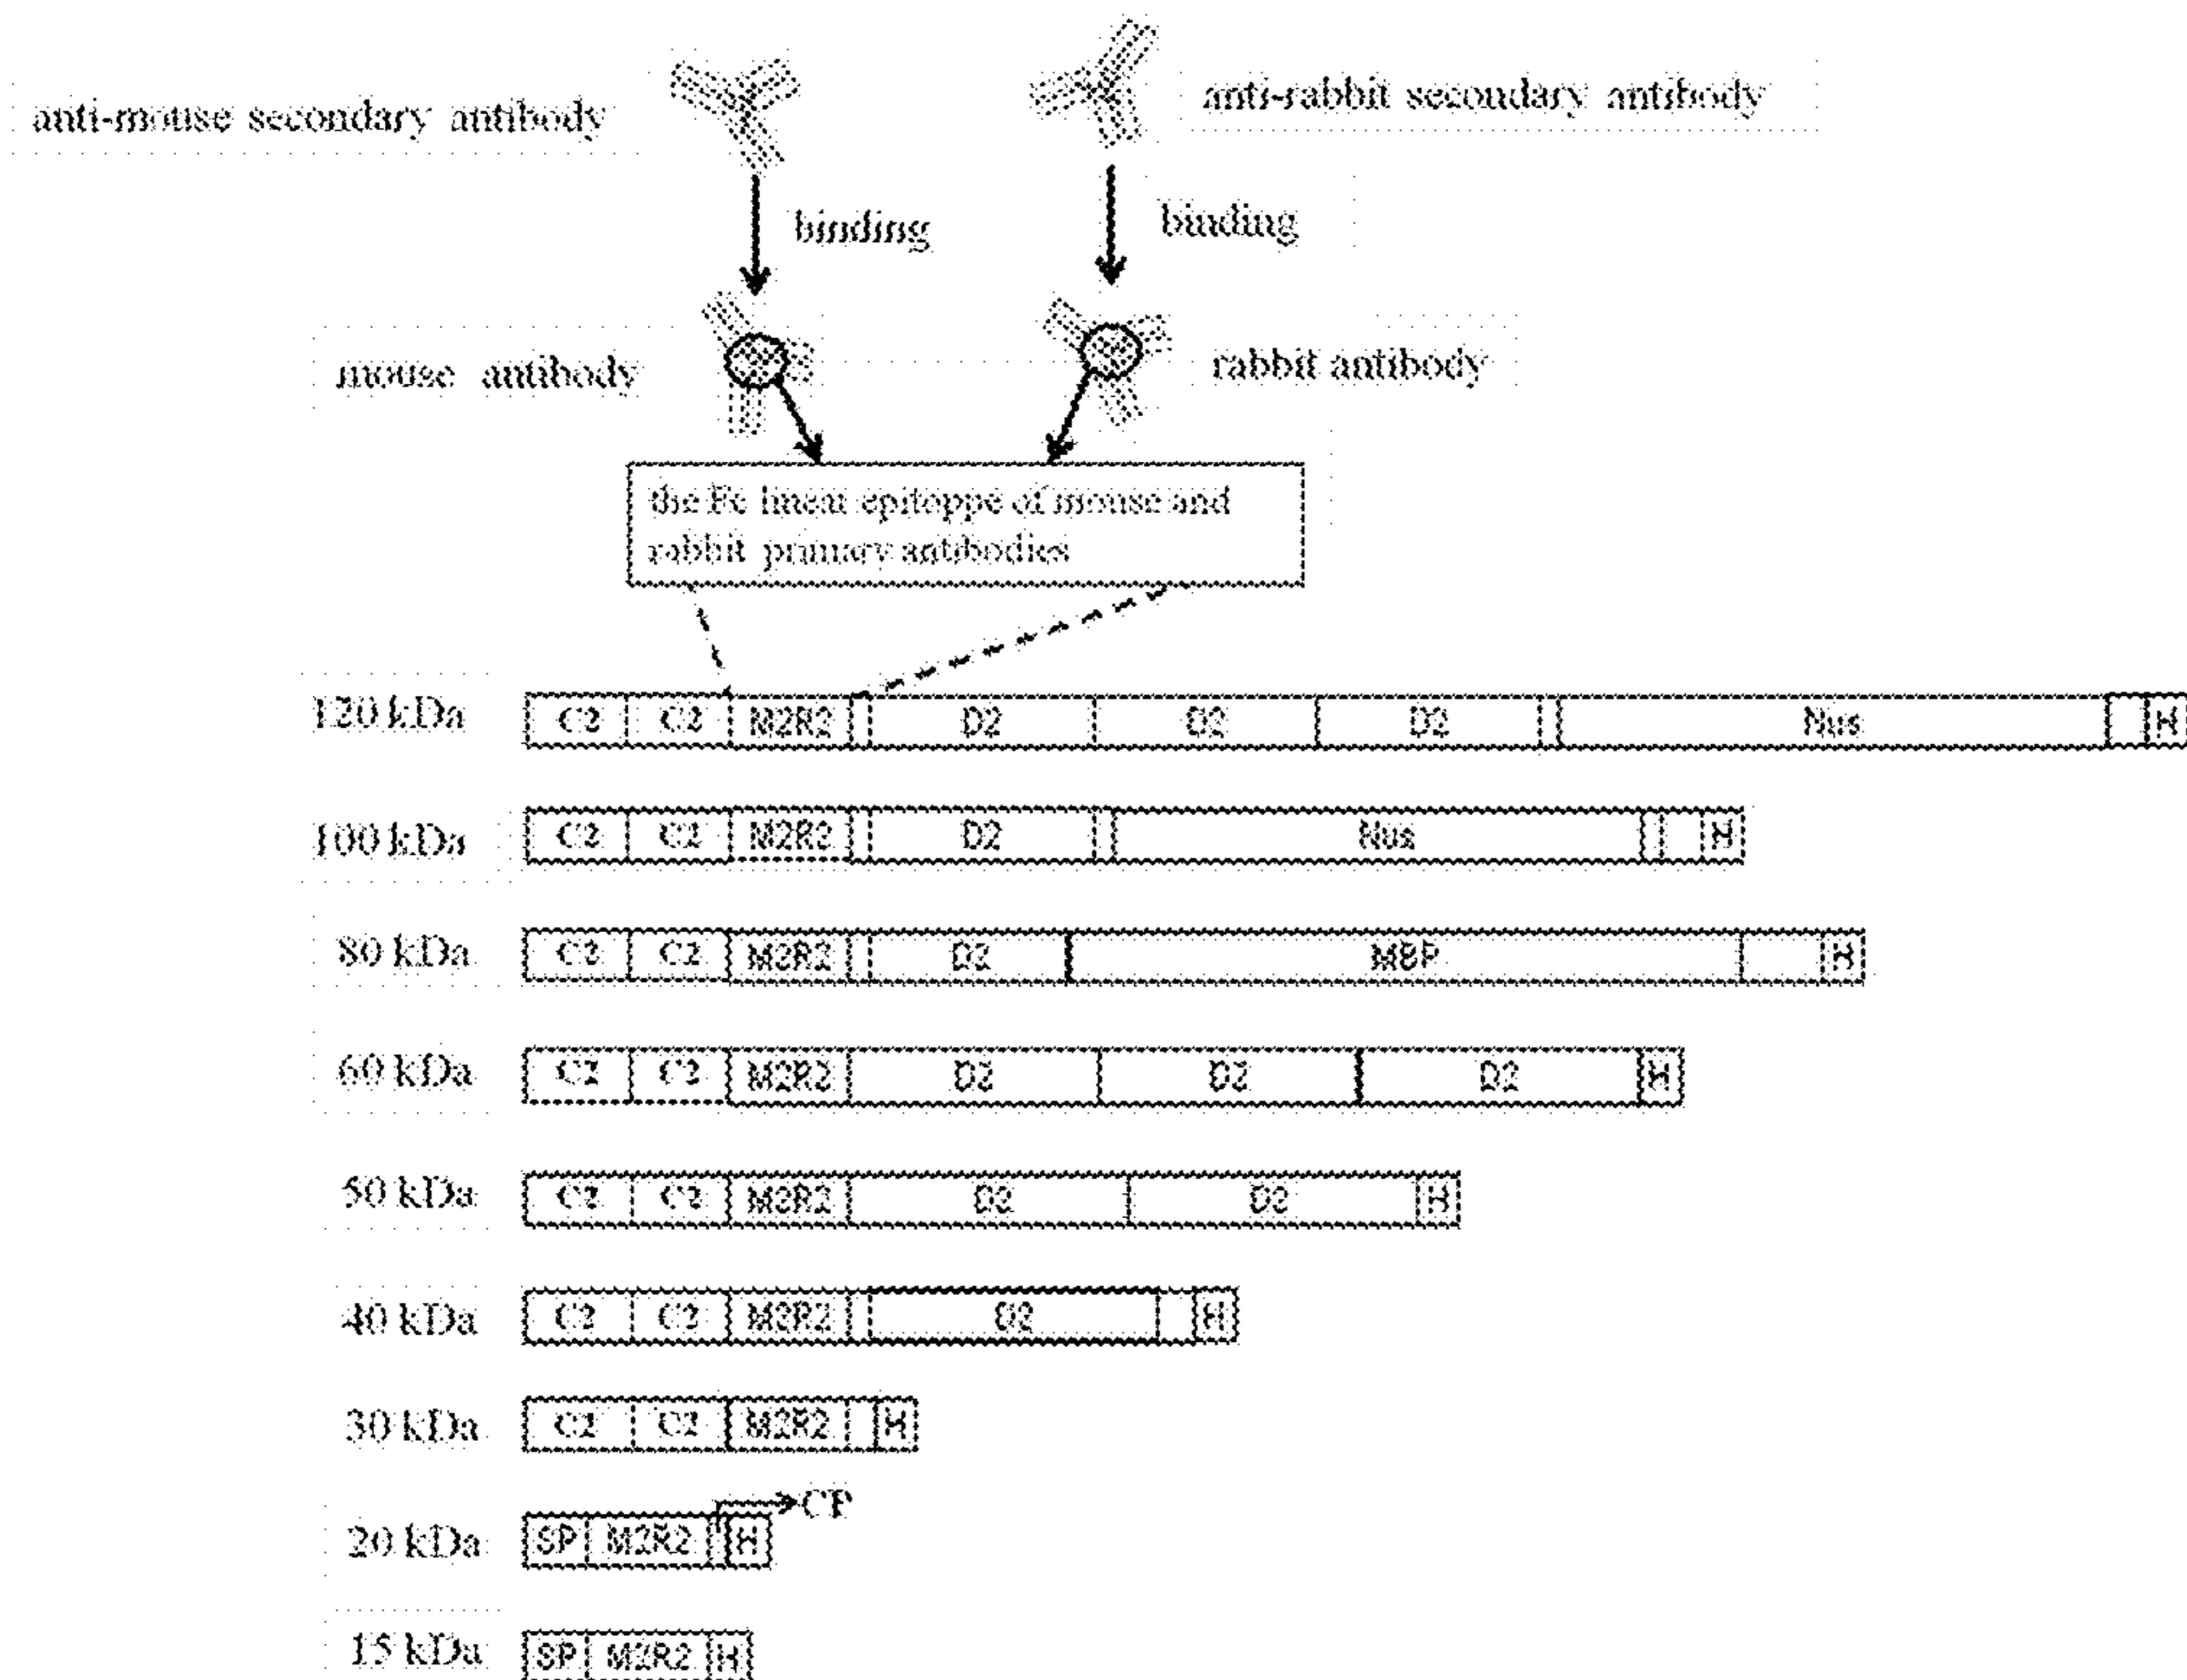 anti-mouse secondary antibody
anti-rabbit secondary antibody
binding
binding
mouse antibody
rabbit antibody
the Fc linear epitoppe of mouse and
rabbit primary antibodies
120 kDa C2 C2 M2R2 D2 D2 D2 Nus H
100 kDa C2 C2 M2R2 D2 Nus H
80 kDa C2 C2 M2R2 D2 MBP H
60 kDa C2 C2 M2R2 D2 D2 D2 H
50 kDa C2 C2 M2R2 D2 D2 H
40 kDa C2 C2 M2R2 D2 H
30 kDa C2 C2 M2R2 H
CP
20 kDa SP M2R2 H
15 kDa SP M2R2 H